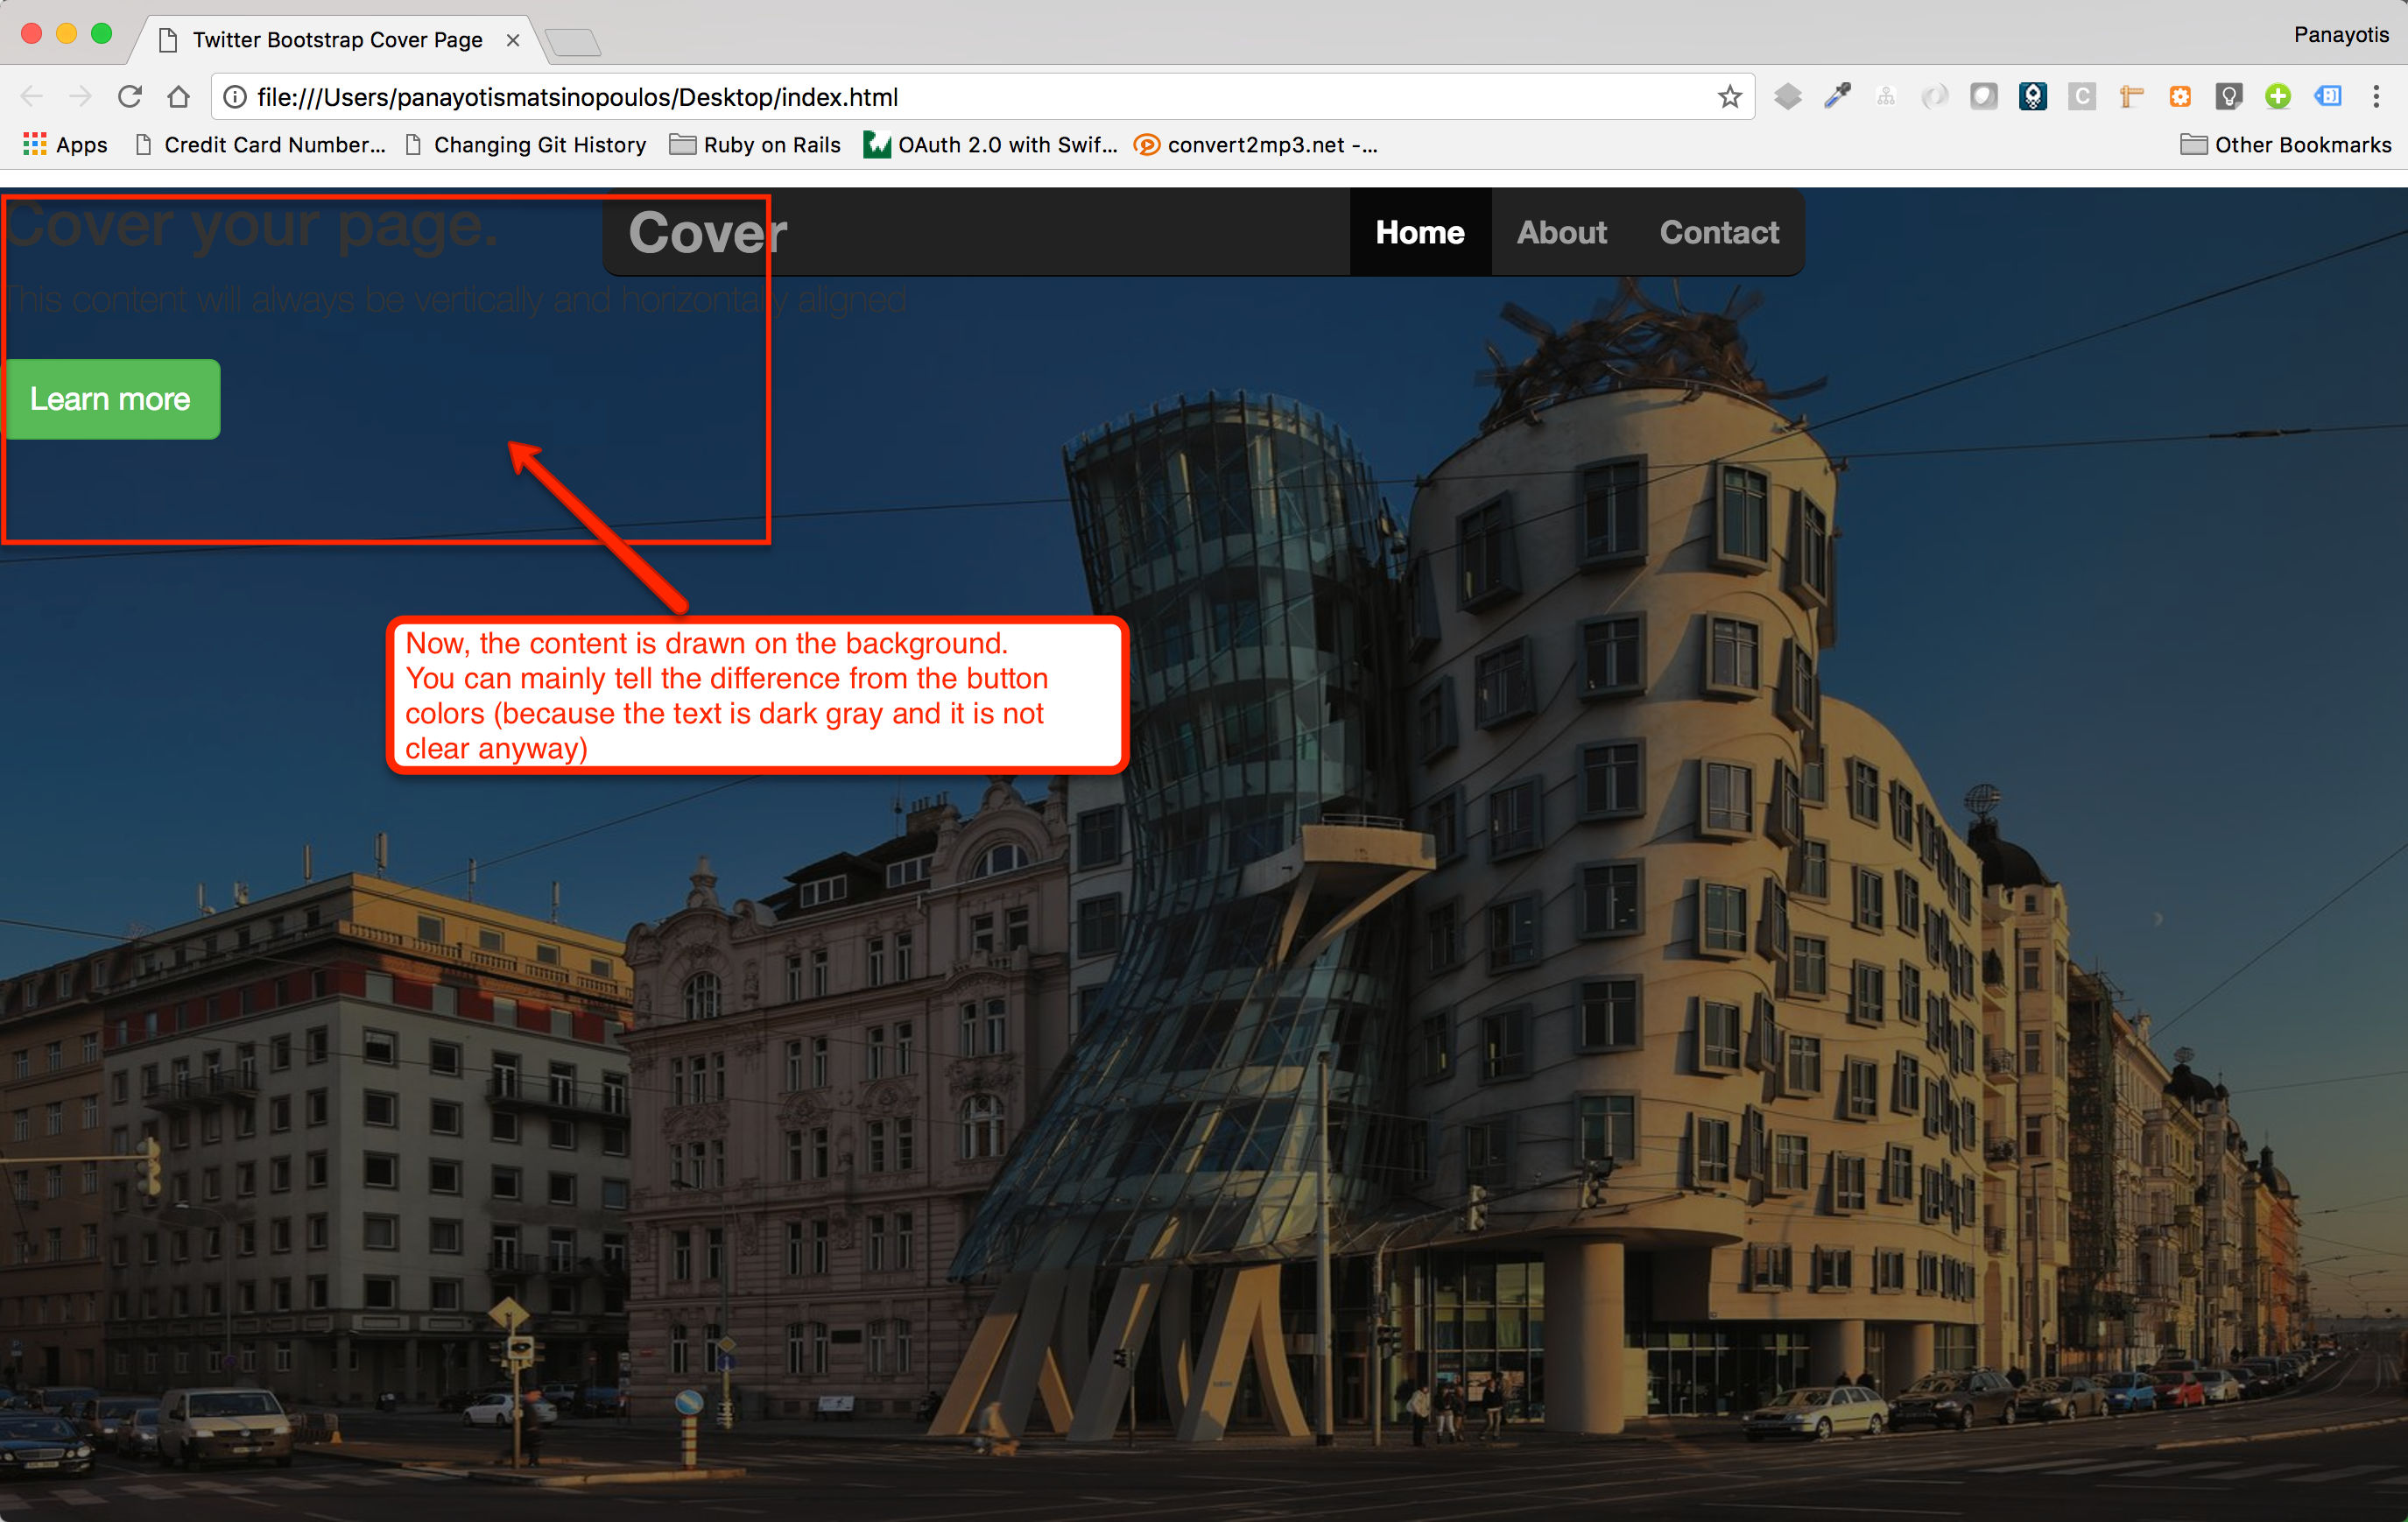 Twitter Bootstrap Cover Page
Panayotis
file:///Users/panayotismatsinopoulos/Desktop/index.html
Apps
Credit Card Number...
Changing Git History
Ruby on Rails
OAuth 2.0 with Swif...
convert2mp3.net -...
Other Bookmarks
Cover your page.
Cover
Home
About
Contact
This content will always be vertically and horizontally aligned
Learn more
Now, the content is drawn on the background.
You can mainly tell the difference from the button
colors (because the text is dark gray and it is not
clear anyway)